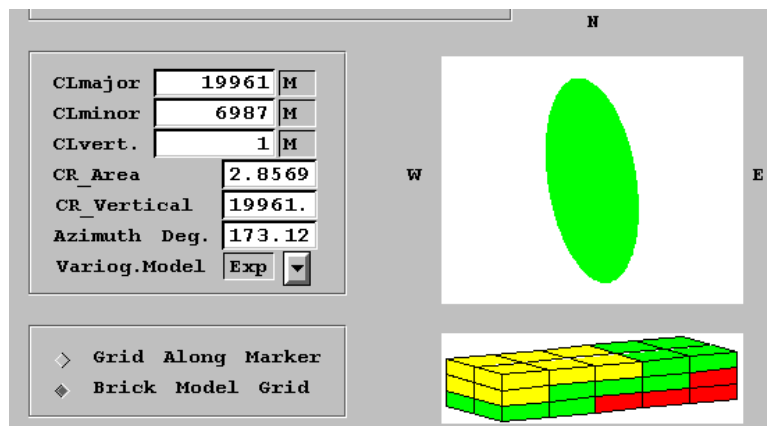 N
CLmajor 19961 M
CLminor 6987 M
CLvert. 1 M
CR_Area 2.8569
W E
CR_Vertical 19961.
Azimuth Deg. 173.12
Variog.Model Exp
Grid Along Marker
Brick Model Grid